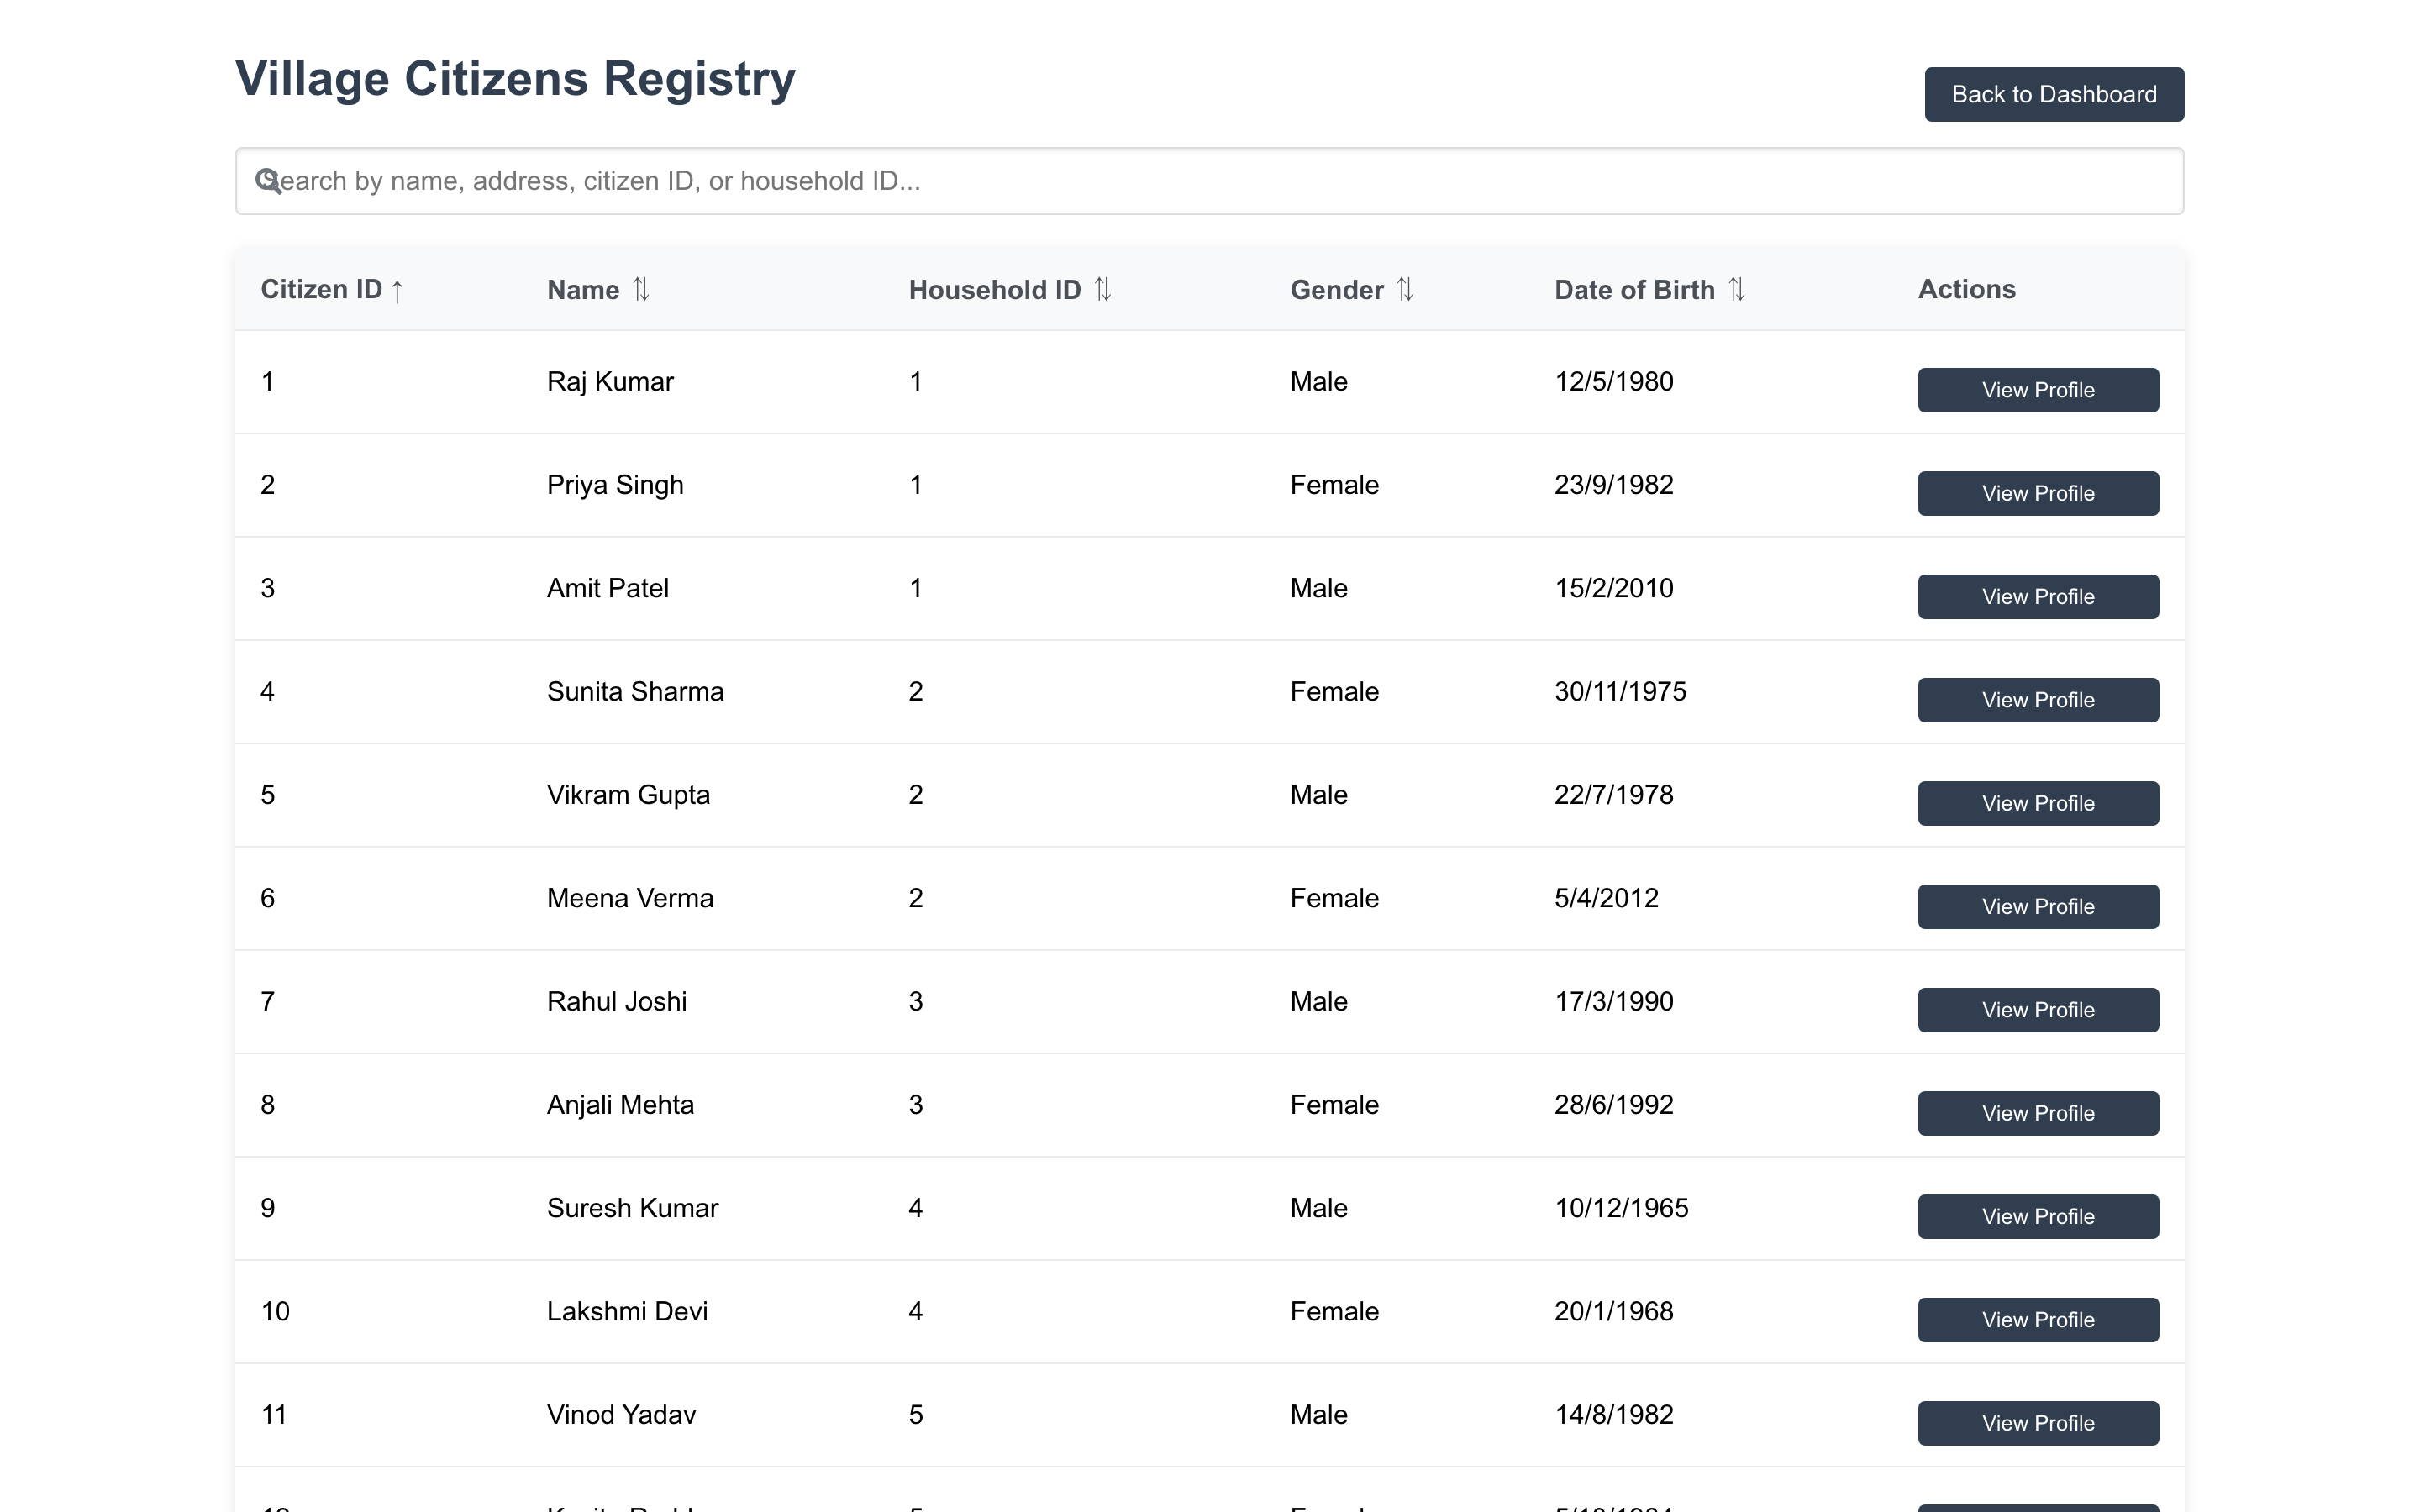 Village Citizens Registry
Back to Dashboard
Search by name, address, citizen ID, or household ID...
Citizen ID ↑ Name ⇅ Household ID ⇅ Gender ⇅ Date of Birth ⇅ Actions
1 Raj Kumar 1 Male 12/5/1980 View Profile
2 Priya Singh 1 Female 23/9/1982 View Profile
3 Amit Patel 1 Male 15/2/2010 View Profile
4 Sunita Sharma 2 Female 30/11/1975 View Profile
5 Vikram Gupta 2 Male 22/7/1978 View Profile
6 Meena Verma 2 Female 5/4/2012 View Profile
7 Rahul Joshi 3 Male 17/3/1990 View Profile
8 Anjali Mehta 3 Female 28/6/1992 View Profile
9 Suresh Kumar 4 Male 10/12/1965 View Profile
10 Lakshmi Devi 4 Female 20/1/1968 View Profile
11 Vinod Yadav 5 Male 14/8/1982 View Profile